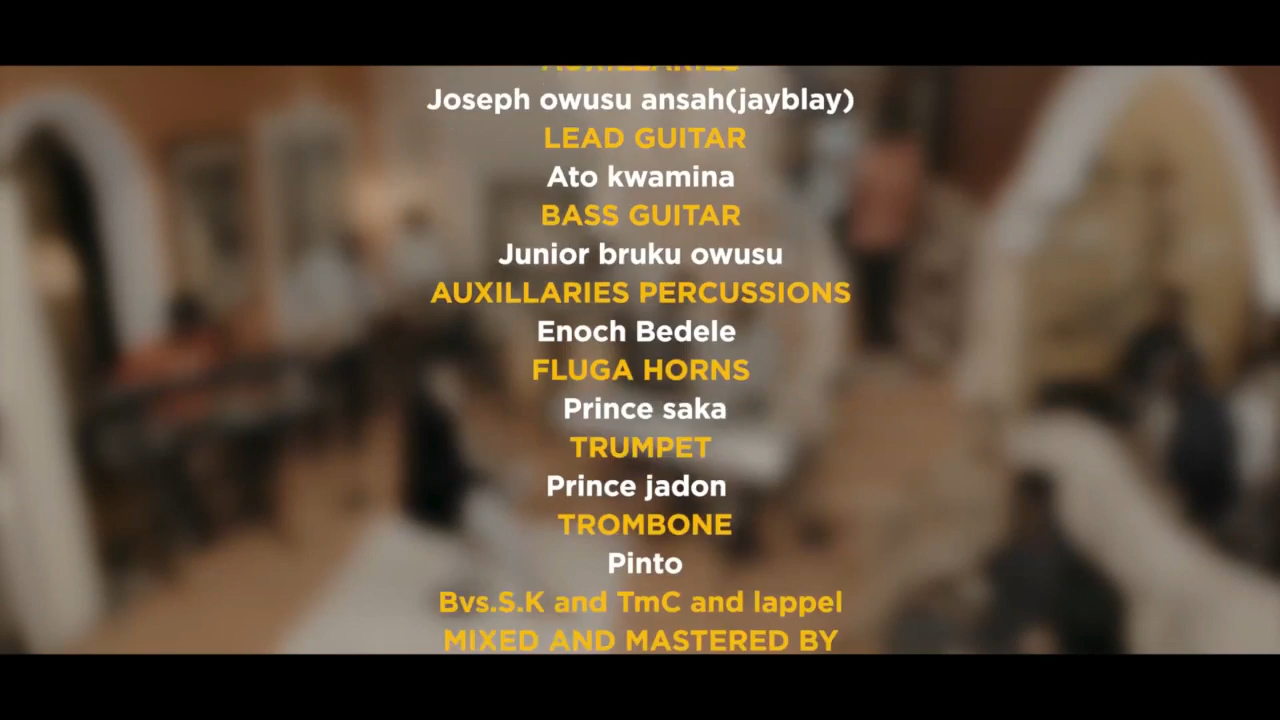 AUXILLARIES
Joseph owusu ansah(jayblay)
LEAD GUITAR
Ato kwamina
BASS GUITAR
Junior bruku owusu
AUXILLARIES PERCUSSIONS
Enoch Bedele
FLUGA HORNS
Prince saka
TRUMPET
Prince jadon
TROMBONE
Pinto
Bvs.S.K and TmC and lappel
MIXED AND MASTERED BY